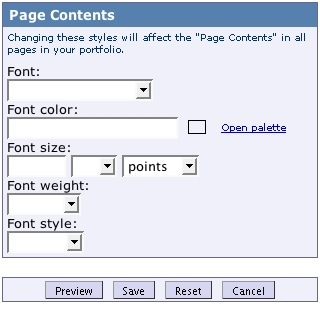 Page Contents
Changing these styles will affect the "Page Contents" in all
pages in your portfolio.
Font:
Font color:
Open palette
Font size:
points
Font weight:
Font style:
Preview Save Reset Cancel